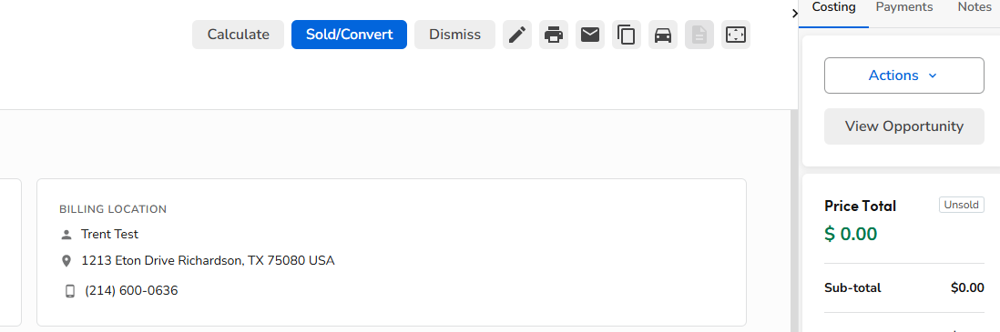 Calculate
Sold/Convert
Dismiss
Costing
Payments
Notes
Actions
View Opportunity
BILLING LOCATION
Trent Test
1213 Eton Drive Richardson, TX 75080 USA
(214) 600-0636
Price Total
Unsold
$ 0.00
Sub-total
$0.00